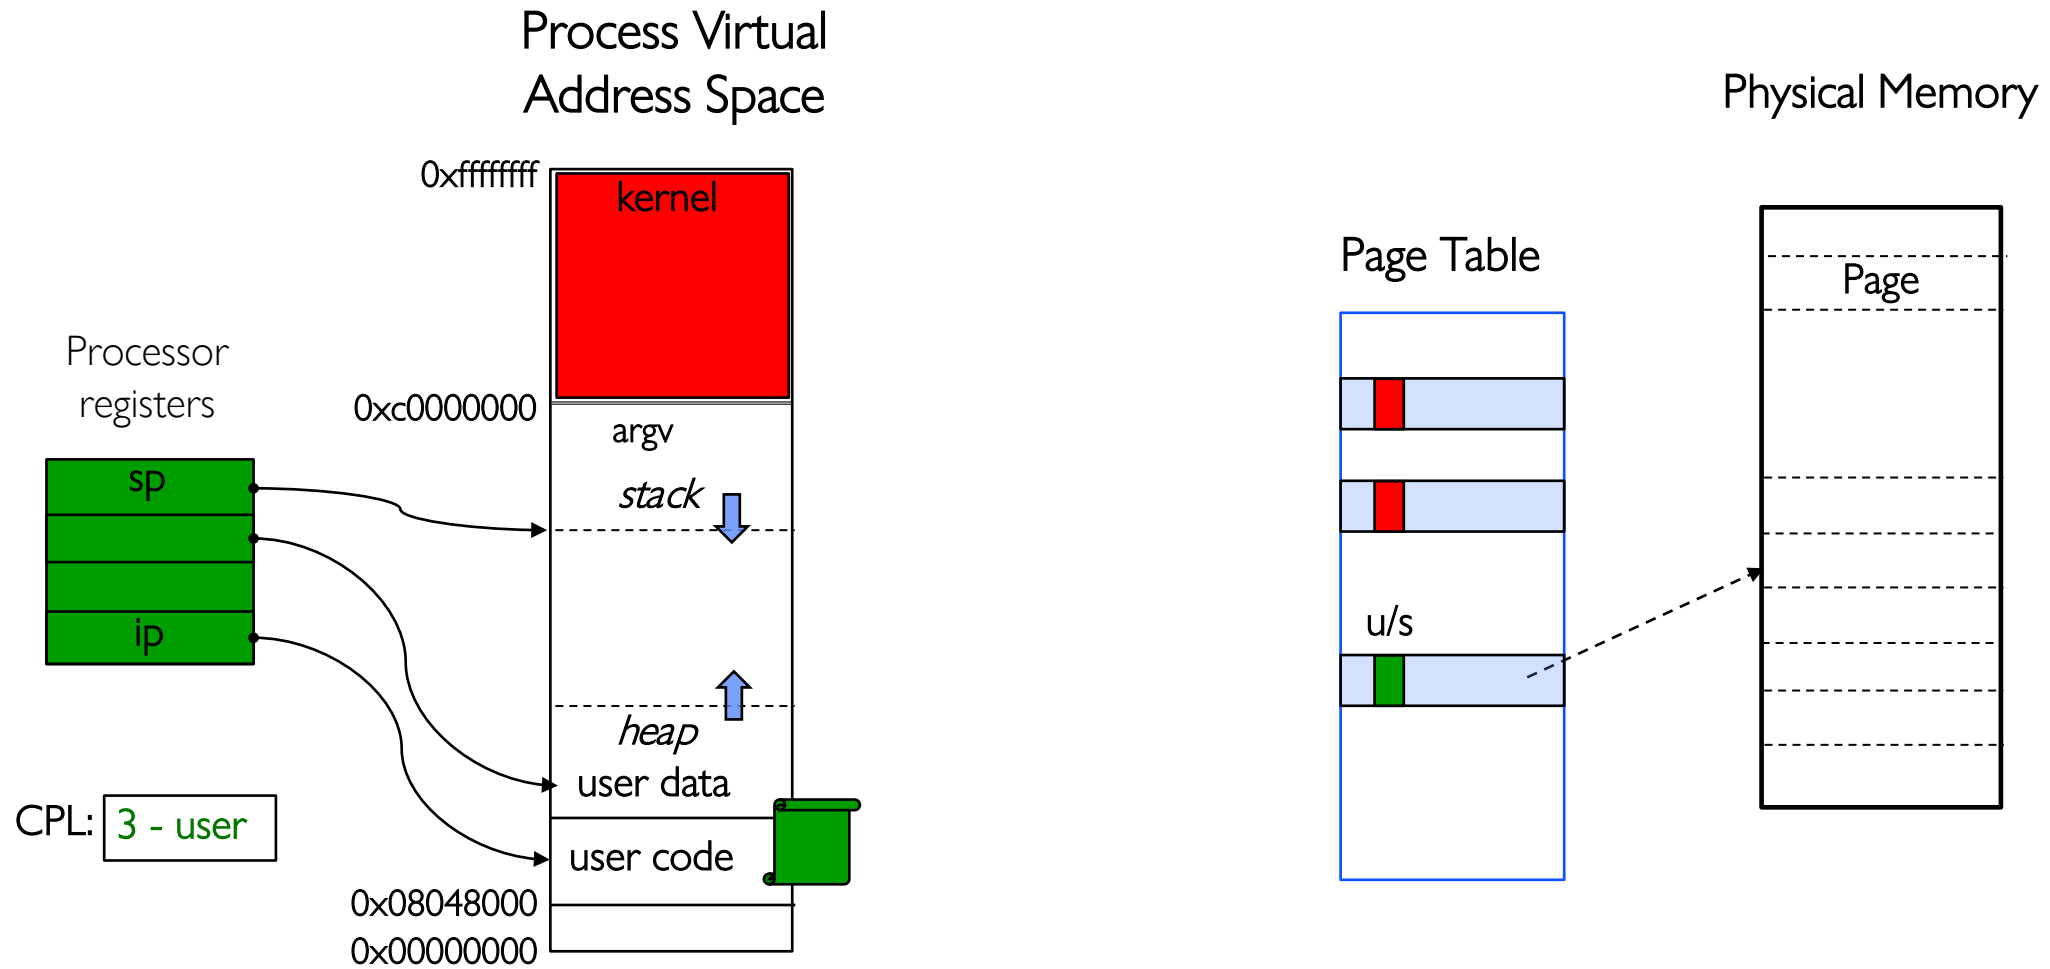 Process Virtual
Address Space
Physical Memory
0xffffffff
kernel
Page Table
Page
Processor
registers
0xc0000000
argv
sp
stack
ip
u/s
heap
user data
CPL:
3 - user
user code
0x08048000
0x00000000